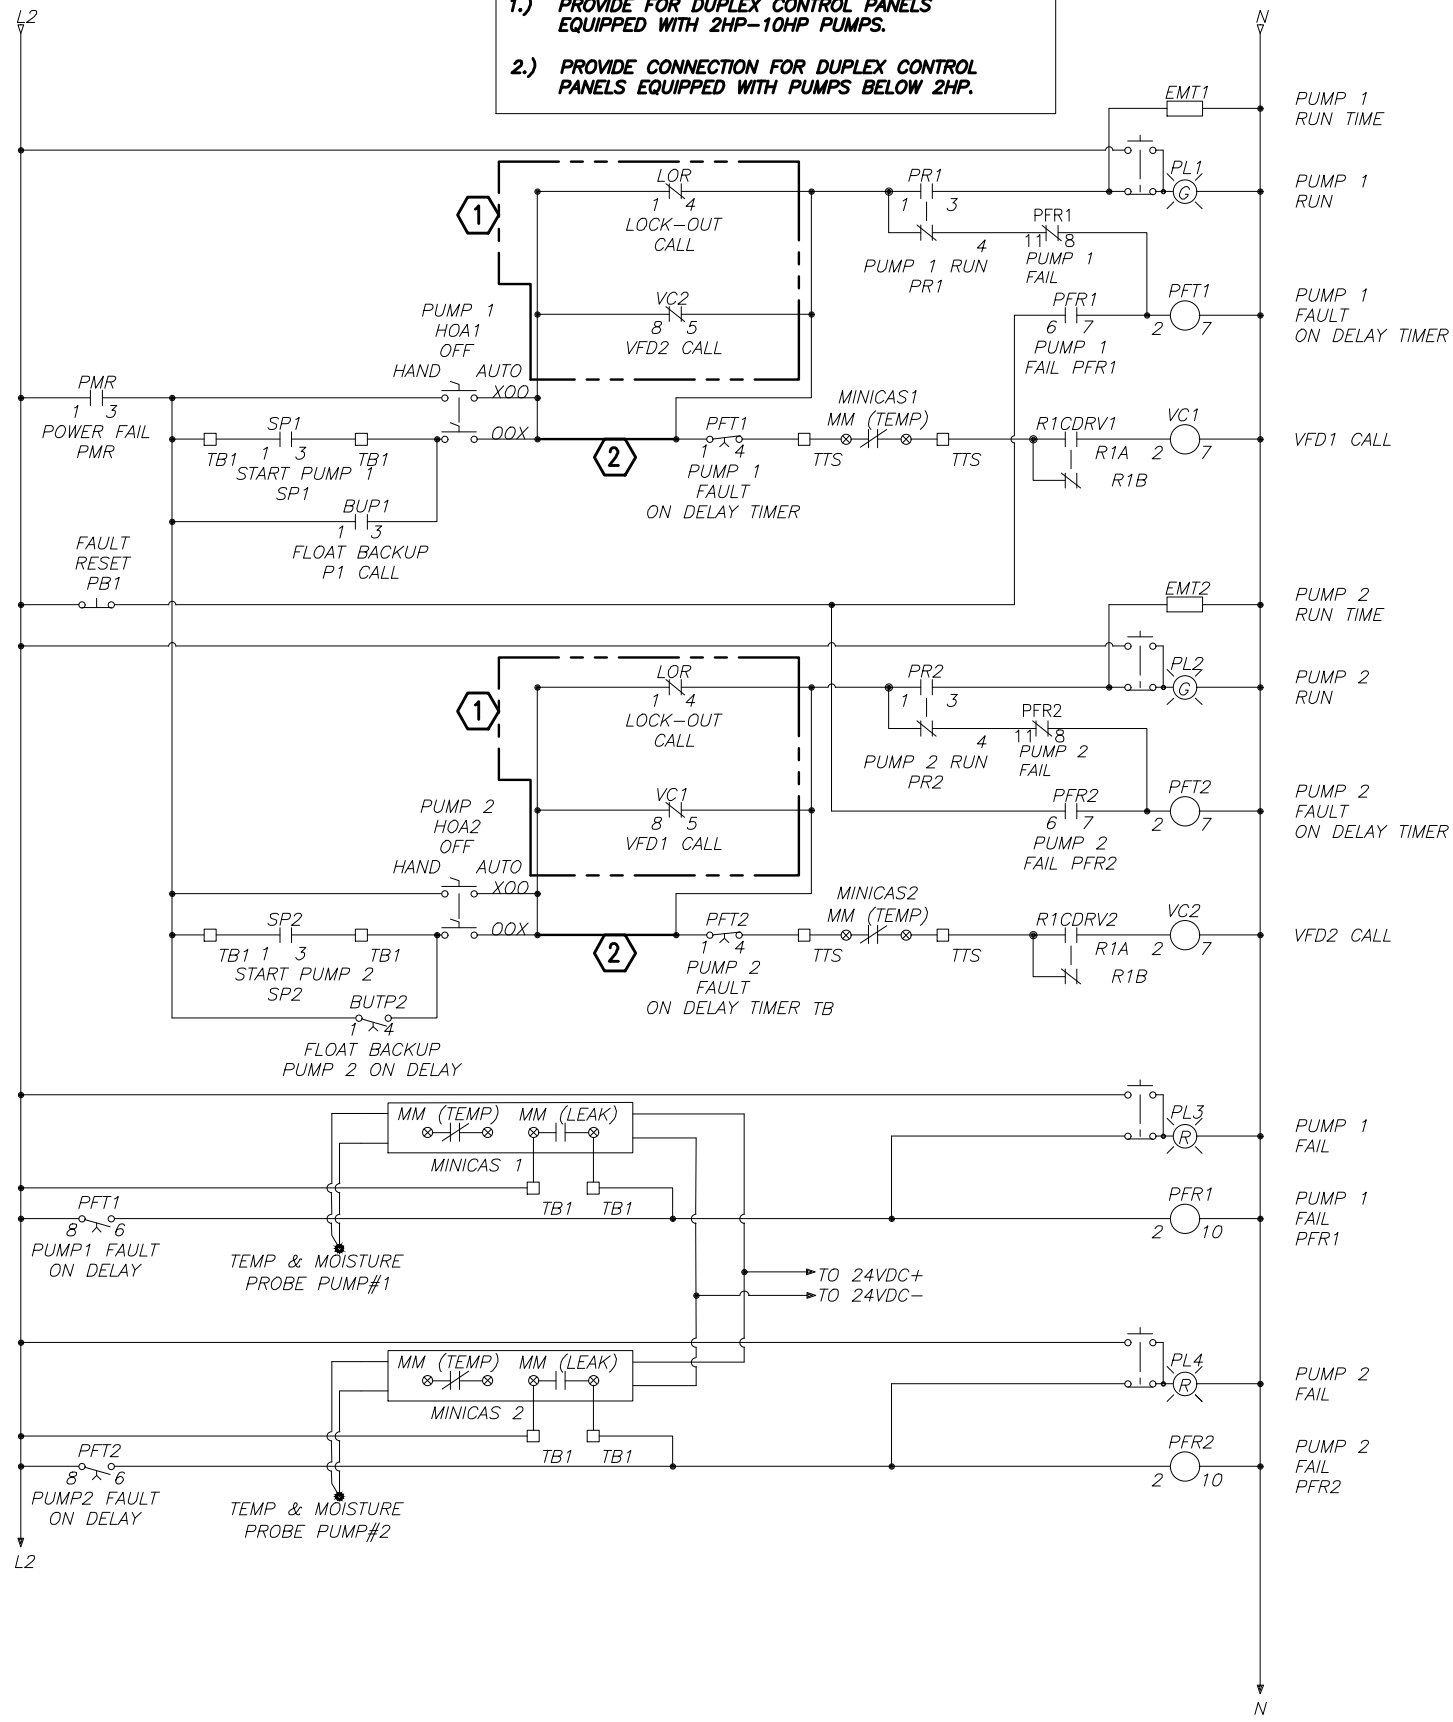 L2
N
1.) PROVIDE FOR DUPLEX CONTROL PANELS
EQUIPPED WITH 2HP-10HP PUMPS.
2.) PROVIDE CONNECTION FOR DUPLEX CONTROL
PANELS EQUIPPED WITH PUMPS BELOW 2HP.
EMT1
PUMP 1
RUN TIME
PL1
G
PUMP 1
RUN
1
LOR
1 4
LOCK-OUT
CALL
PR1
1 3
4
PUMP 1 RUN
PR1
PFR1
11 8
PUMP 1
FAIL
VC2
8 5
VFD2 CALL
PFR1
6 7
PUMP 1
FAIL PFR1
PFT1
2 7
PUMP 1
FAULT
ON DELAY TIMER
PUMP 1
HOA1
OFF
HAND AUTO
XOO
OOX
PMR
1 3
POWER FAIL
PMR
SP1
TB1 1 3 TB1
START PUMP 1
SP1
2
PFT1
1 4
PUMP 1
FAULT
ON DELAY TIMER
MINICAS1
MM (TEMP)
TTS TTS
R1CDRV1
R1A
R1B
VC1
2 7
VFD1 CALL
BUP1
1 3
FLOAT BACKUP
P1 CALL
FAULT
RESET
PB1
EMT2
PUMP 2
RUN TIME
PL2
G
PUMP 2
RUN
1
LOR
1 4
LOCK-OUT
CALL
PR2
1 3
4
PUMP 2 RUN
PR2
PFR2
11 8
PUMP 2
FAIL
VC1
8 5
VFD1 CALL
PFR2
6 7
PUMP 2
FAIL PFR2
PFT2
2 7
PUMP 2
FAULT
ON DELAY TIMER
PUMP 2
HOA2
OFF
HAND AUTO
XOO
OOX
SP2
TB1 1 3 TB1
START PUMP 2
SP2
2
PFT2
1 4
PUMP 2
FAULT
ON DELAY TIMER TB
MINICAS2
MM (TEMP)
TTS TTS
R1CDRV2
R1A
R1B
VC2
2 7
VFD2 CALL
BUTP2
1 4
FLOAT BACKUP
PUMP 2 ON DELAY
MM (TEMP) MM (LEAK)
MINICAS 1
TB1 TB1
PL3
R
PUMP 1
FAIL
PFT1
8 6
PUMP1 FAULT
ON DELAY
TEMP & MOISTURE
PROBE PUMP#1
PFR1
2 10
PUMP 1
FAIL
PFR1
TO 24VDC+
TO 24VDC-
MM (TEMP) MM (LEAK)
MINICAS 2
TB1 TB1
PL4
R
PUMP 2
FAIL
PFT2
8 6
PUMP2 FAULT
ON DELAY
TEMP & MOISTURE
PROBE PUMP#2
PFR2
2 10
PUMP 2
FAIL
PFR2
L2
N